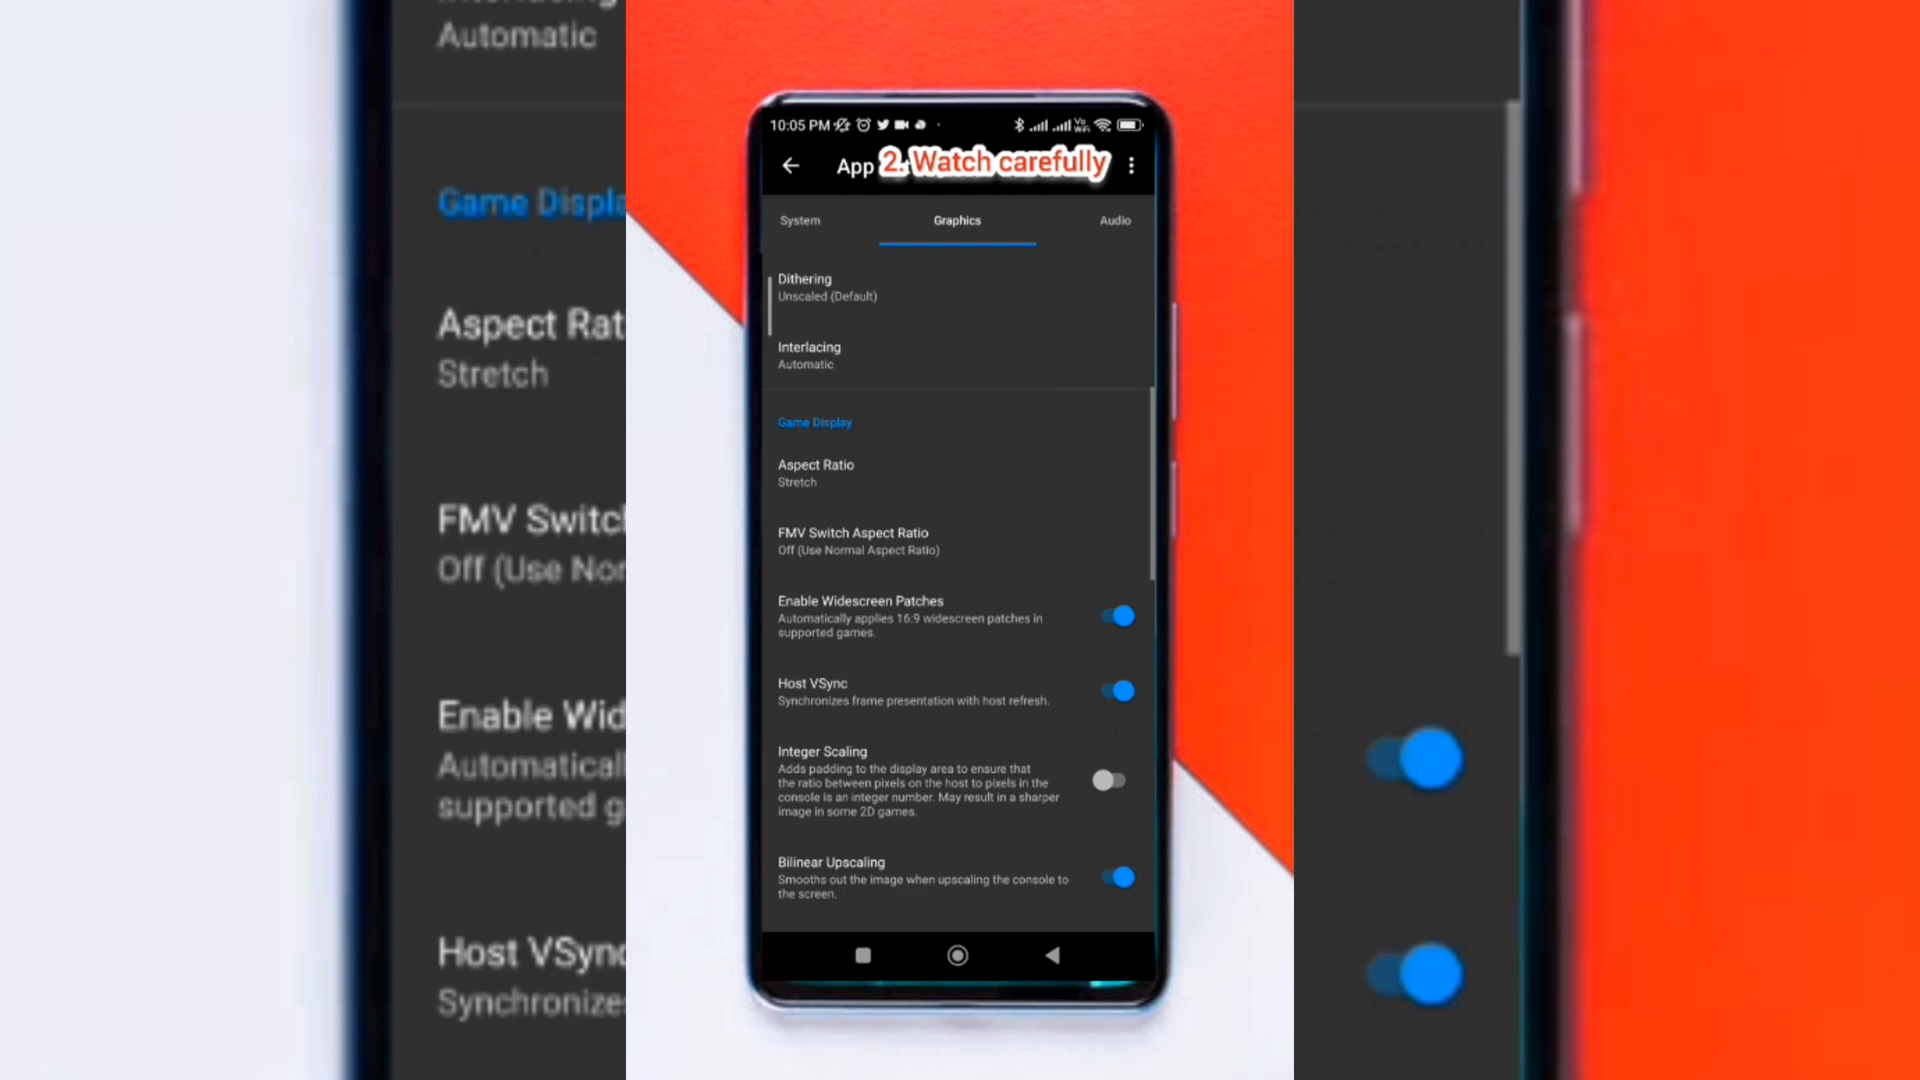 Automatic
Game Displa
Aspect Rat
Stretch
FMV Switch
Off (Use Nor
Enable Wid
Automaticall
supported g
Host VSync
Synchronizes
10:05 PM
Vo
WiFi
App
2. Watch carefully
System
Graphics
Audio
Dithering
Unscaled (Default)
Interlacing
Automatic
Game Display
Aspect Ratio
Stretch
FMV Switch Aspect Ratio
Off (Use Normal Aspect Ratio)
Enable Widescreen Patches
Automatically applies 16:9 widescreen patches in
supported games.
Host VSync
Synchronizes frame presentation with host refresh.
Integer Scaling
Adds padding to the display area to ensure that
the ratio between pixels on the host to pixels in the
console is an integer number. May result in a sharper
image in some 2D games.
Bilinear Upscaling
Smooths out the image when upscaling the console to
the screen.